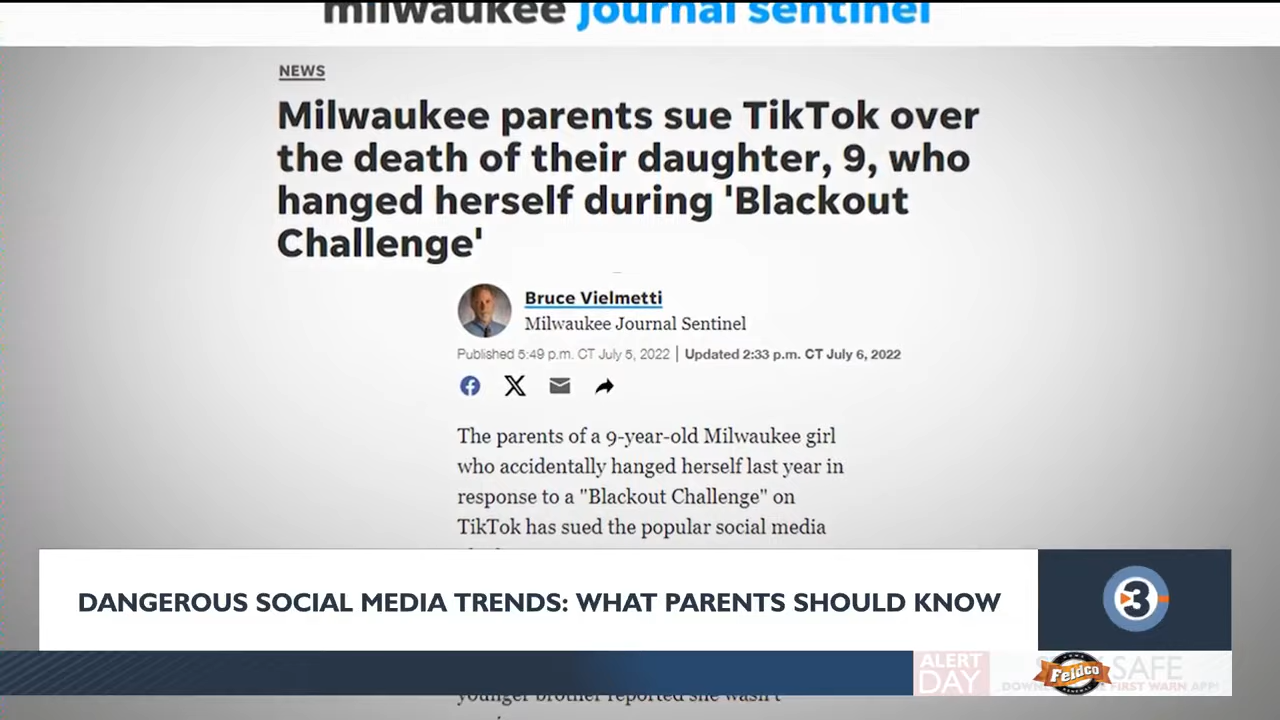 milwaukee journal sentinel
NEWS
Milwaukee parents sue TikTok over
the death of their daughter, 9, who
hanged herself during 'Blackout
Challenge'
Bruce Vielmetti
Milwaukee Journal Sentinel
Published 5:49 p.m. CT July 5, 2022 | Updated 2:33 p.m. CT July 6, 2022
The parents of a 9-year-old Milwaukee girl
who accidentally hanged herself last year in
response to a "Blackout Challenge" on
TikTok has sued the popular social media
DANGEROUS SOCIAL MEDIA TRENDS: WHAT PARENTS SHOULD KNOW
3
ALERT
DAY
SAFE
FIRST WARN APP!
Feldco
younger brother reported she wasn't